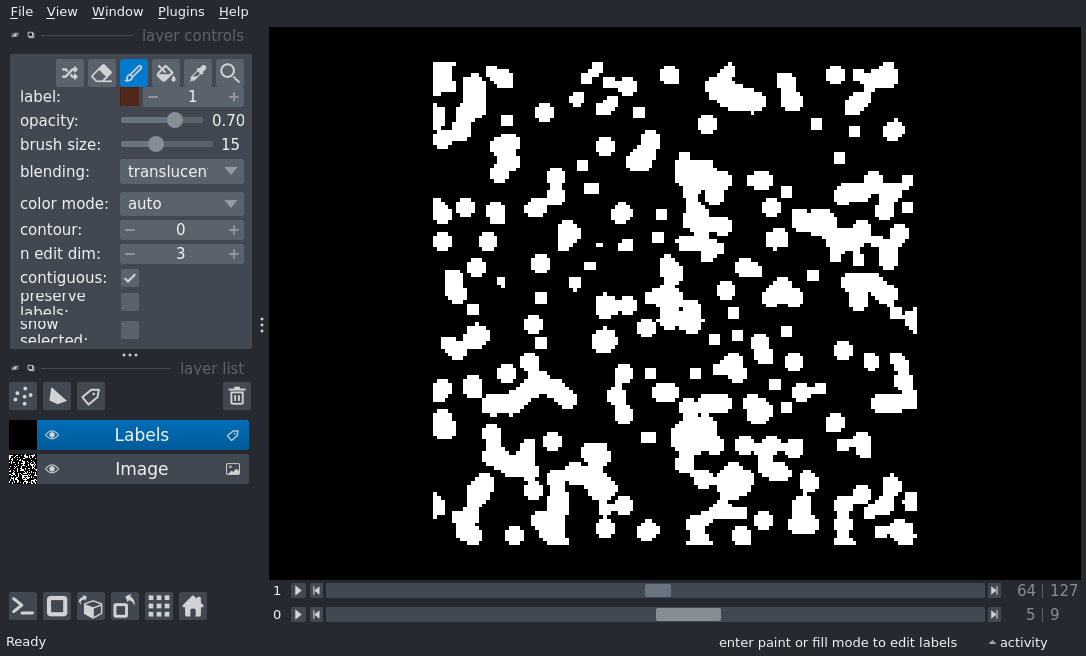 File View Window Plugins Help
layer controls
label: 1
opacity: 0.70
brush size: 15
blending: translucen
color mode: auto
contour: 0
n edit dim: 3
contiguous:
preserve
labels:
show
selected:
layer list
Labels
Image
1 64 | 127
0 5 | 9
Ready enter paint or fill mode to edit labels activity